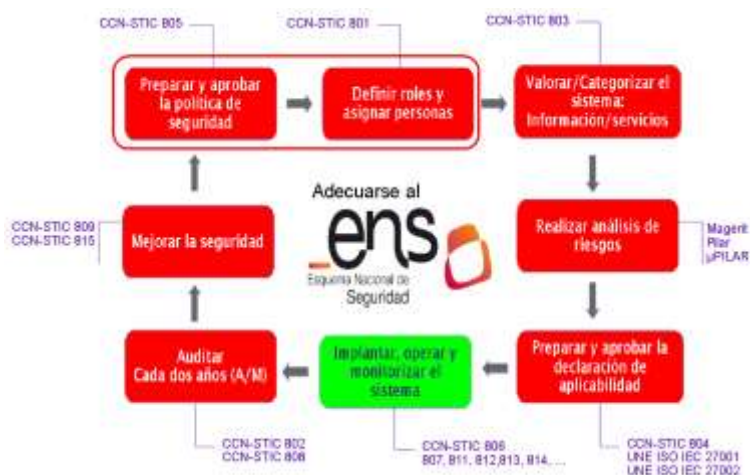 CCN-STIC 805
CCN-STIC 801
CCN-STIC 803
Preparar y aprobar
la política de
seguridad
Definir roles y
asignar personas
Valorar/Categorizar el
sistema:
Información/servicios
Adecuarse al
_ens
Esquema Nacional de
Seguridad
CCN-STIC 809
CCN-STIC 815
Mejorar la seguridad
Realizar análisis de
riesgos
Magerit
Pilar
µPILAR
Auditar
Cada dos años (A/M)
Implantar, operar y
monitorizar el
sistema
Preparar y aprobar la
declaración de
aplicabilidad
CCN-STIC 802
CCN-STIC 808
CCN-STIC 806
807, 811, 812,813, 814, ...
CCN-STIC 804
UNE ISO IEC 27001
UNE ISO IEC 27002